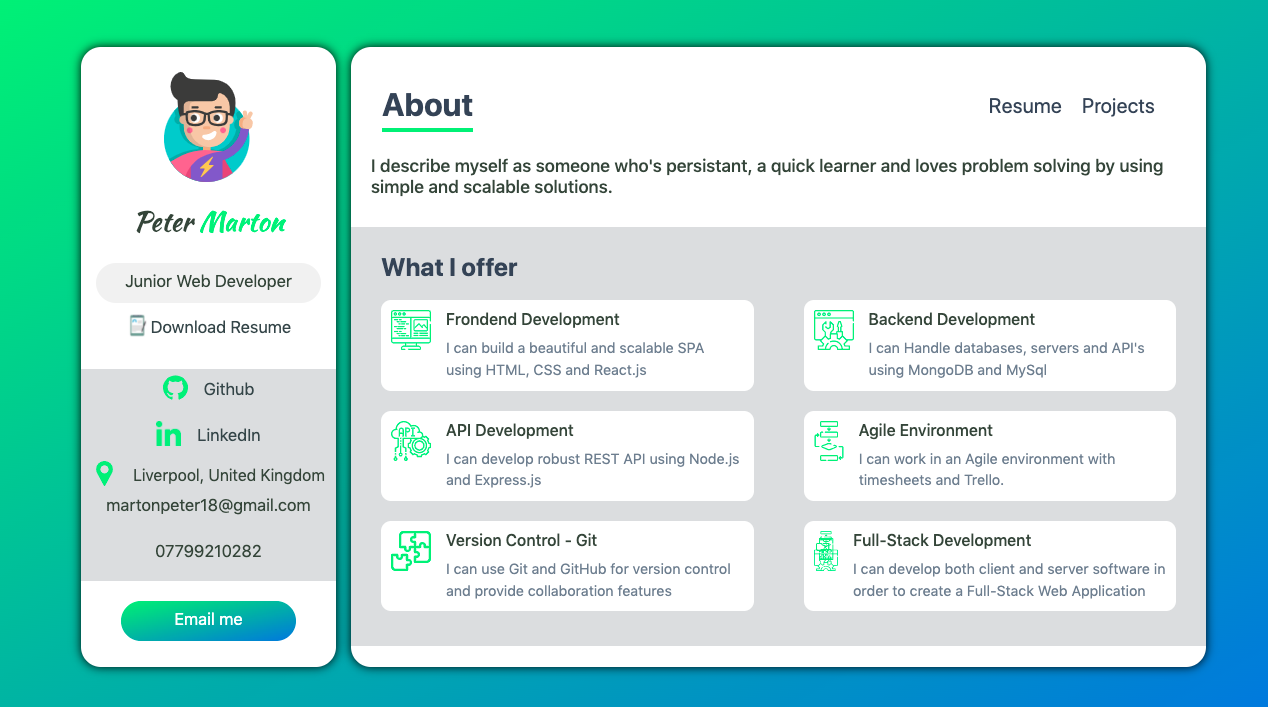 Peter Marton
Junior Web Developer
Download Resume
Github
LinkedIn
Liverpool, United Kingdom
martonpeter18@gmail.com
07799210282
Email me
About
Resume
Projects
I describe myself as someone who's persistant, a quick learner and loves problem solving by using
simple and scalable solutions.
What I offer
Frondend Development
I can build a beautiful and scalable SPA
using HTML, CSS and React.js
Backend Development
I can Handle databases, servers and API's
using MongoDB and MySql
API
API Development
I can develop robust REST API using Node.js
and Express.js
Agile Environment
I can work in an Agile environment with
timesheets and Trello.
Version Control - Git
I can use Git and GitHub for version control
and provide collaboration features
Full-Stack Development
I can develop both client and server software in
order to create a Full-Stack Web Application